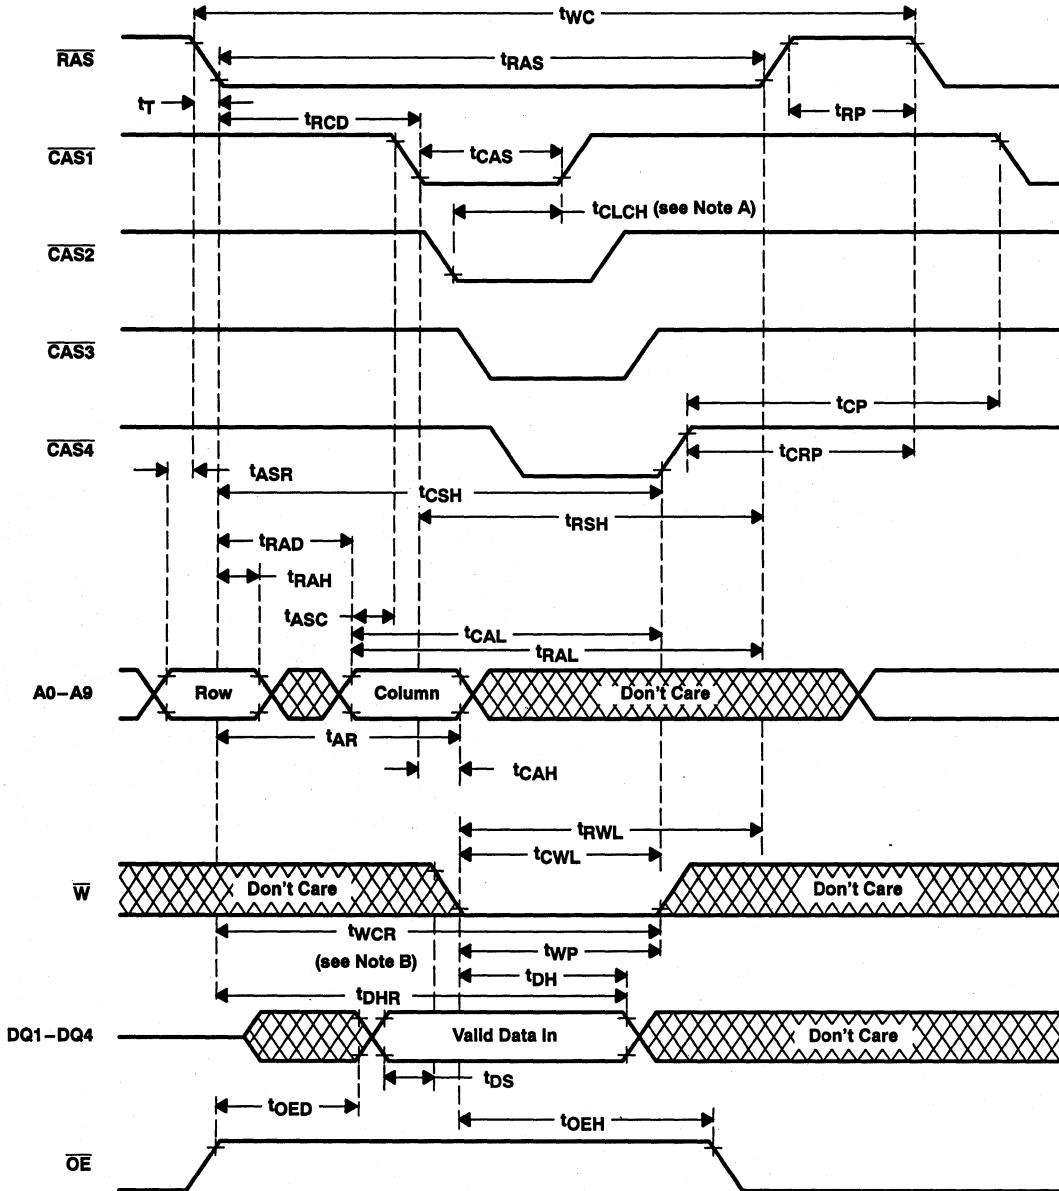 tWC
RAS
tRAS
tT
tRP
tRCD
CAS1
tCAS
tCLCH (see Note A)
CAS2
CAS3
tCP
CAS4
tCRP
tASR
tCSH
tRSH
tRAD
tRAH
tASC
tCAL
tRAL
A0–A9
Row
Column
Don't Care
tAR
tCAH
tRWL
tCWL
W
Don't Care
Don't Care
tWCR
tWP
(see Note B)
tDH
tDHR
DQ1–DQ4
Valid Data In
Don't Care
tDS
tOED
tOEH
OE